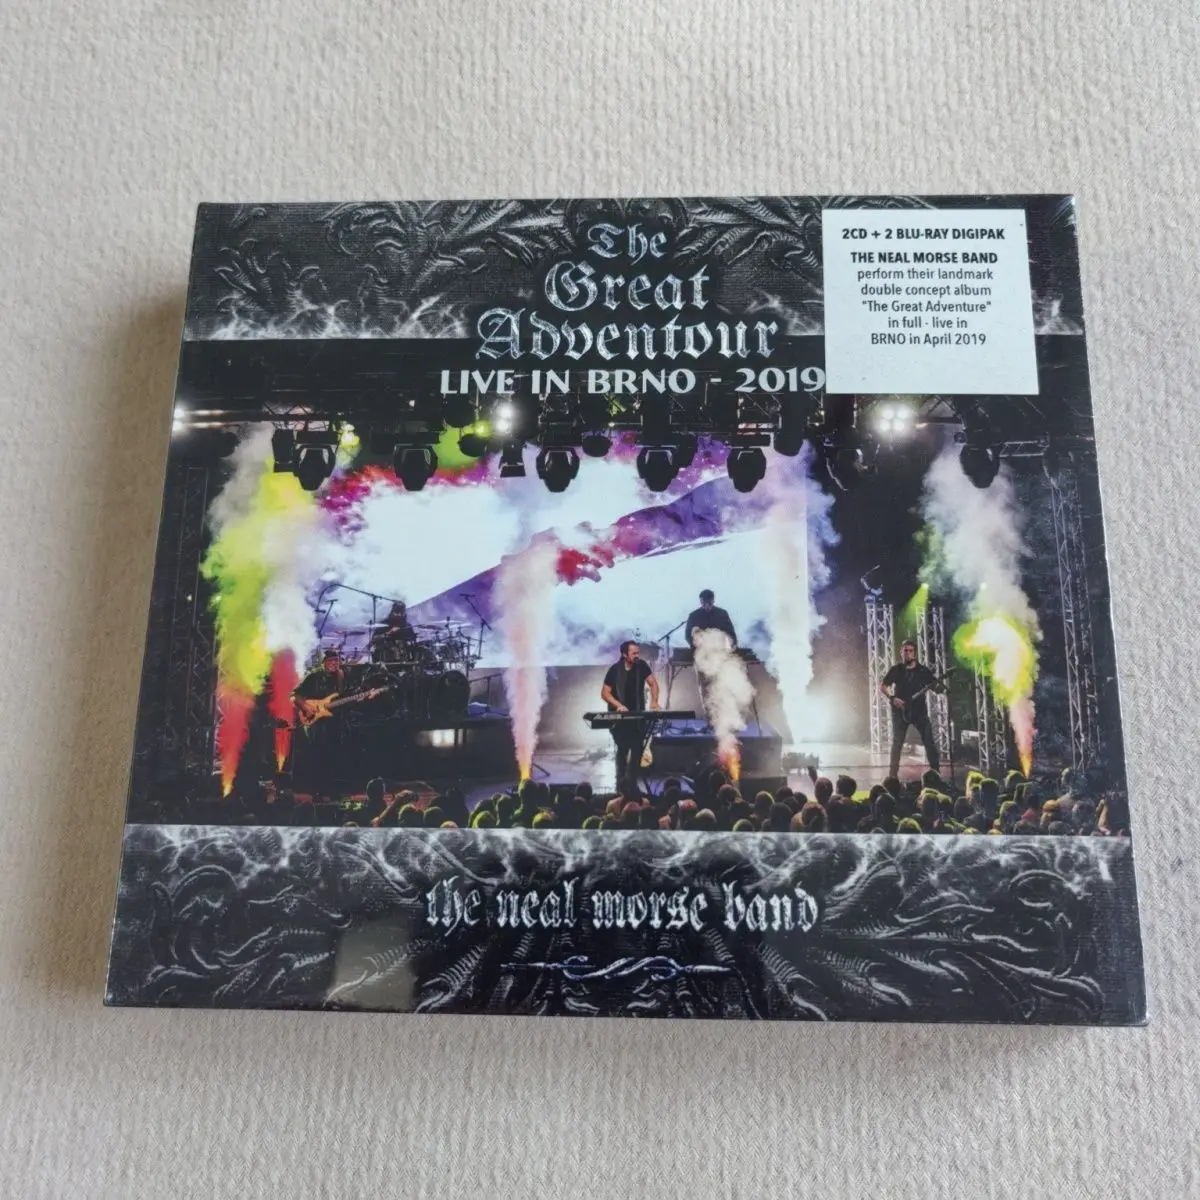 The
Great
Adventour
LIVE IN BRNO - 2019
2CD + 2 BLU-RAY DIGIPAK
THE NEAL MORSE BAND
perform their landmark
double concept album
"The Great Adventure"
in full - live in
BRNO in April 2019
ALESIS
the neal morse band